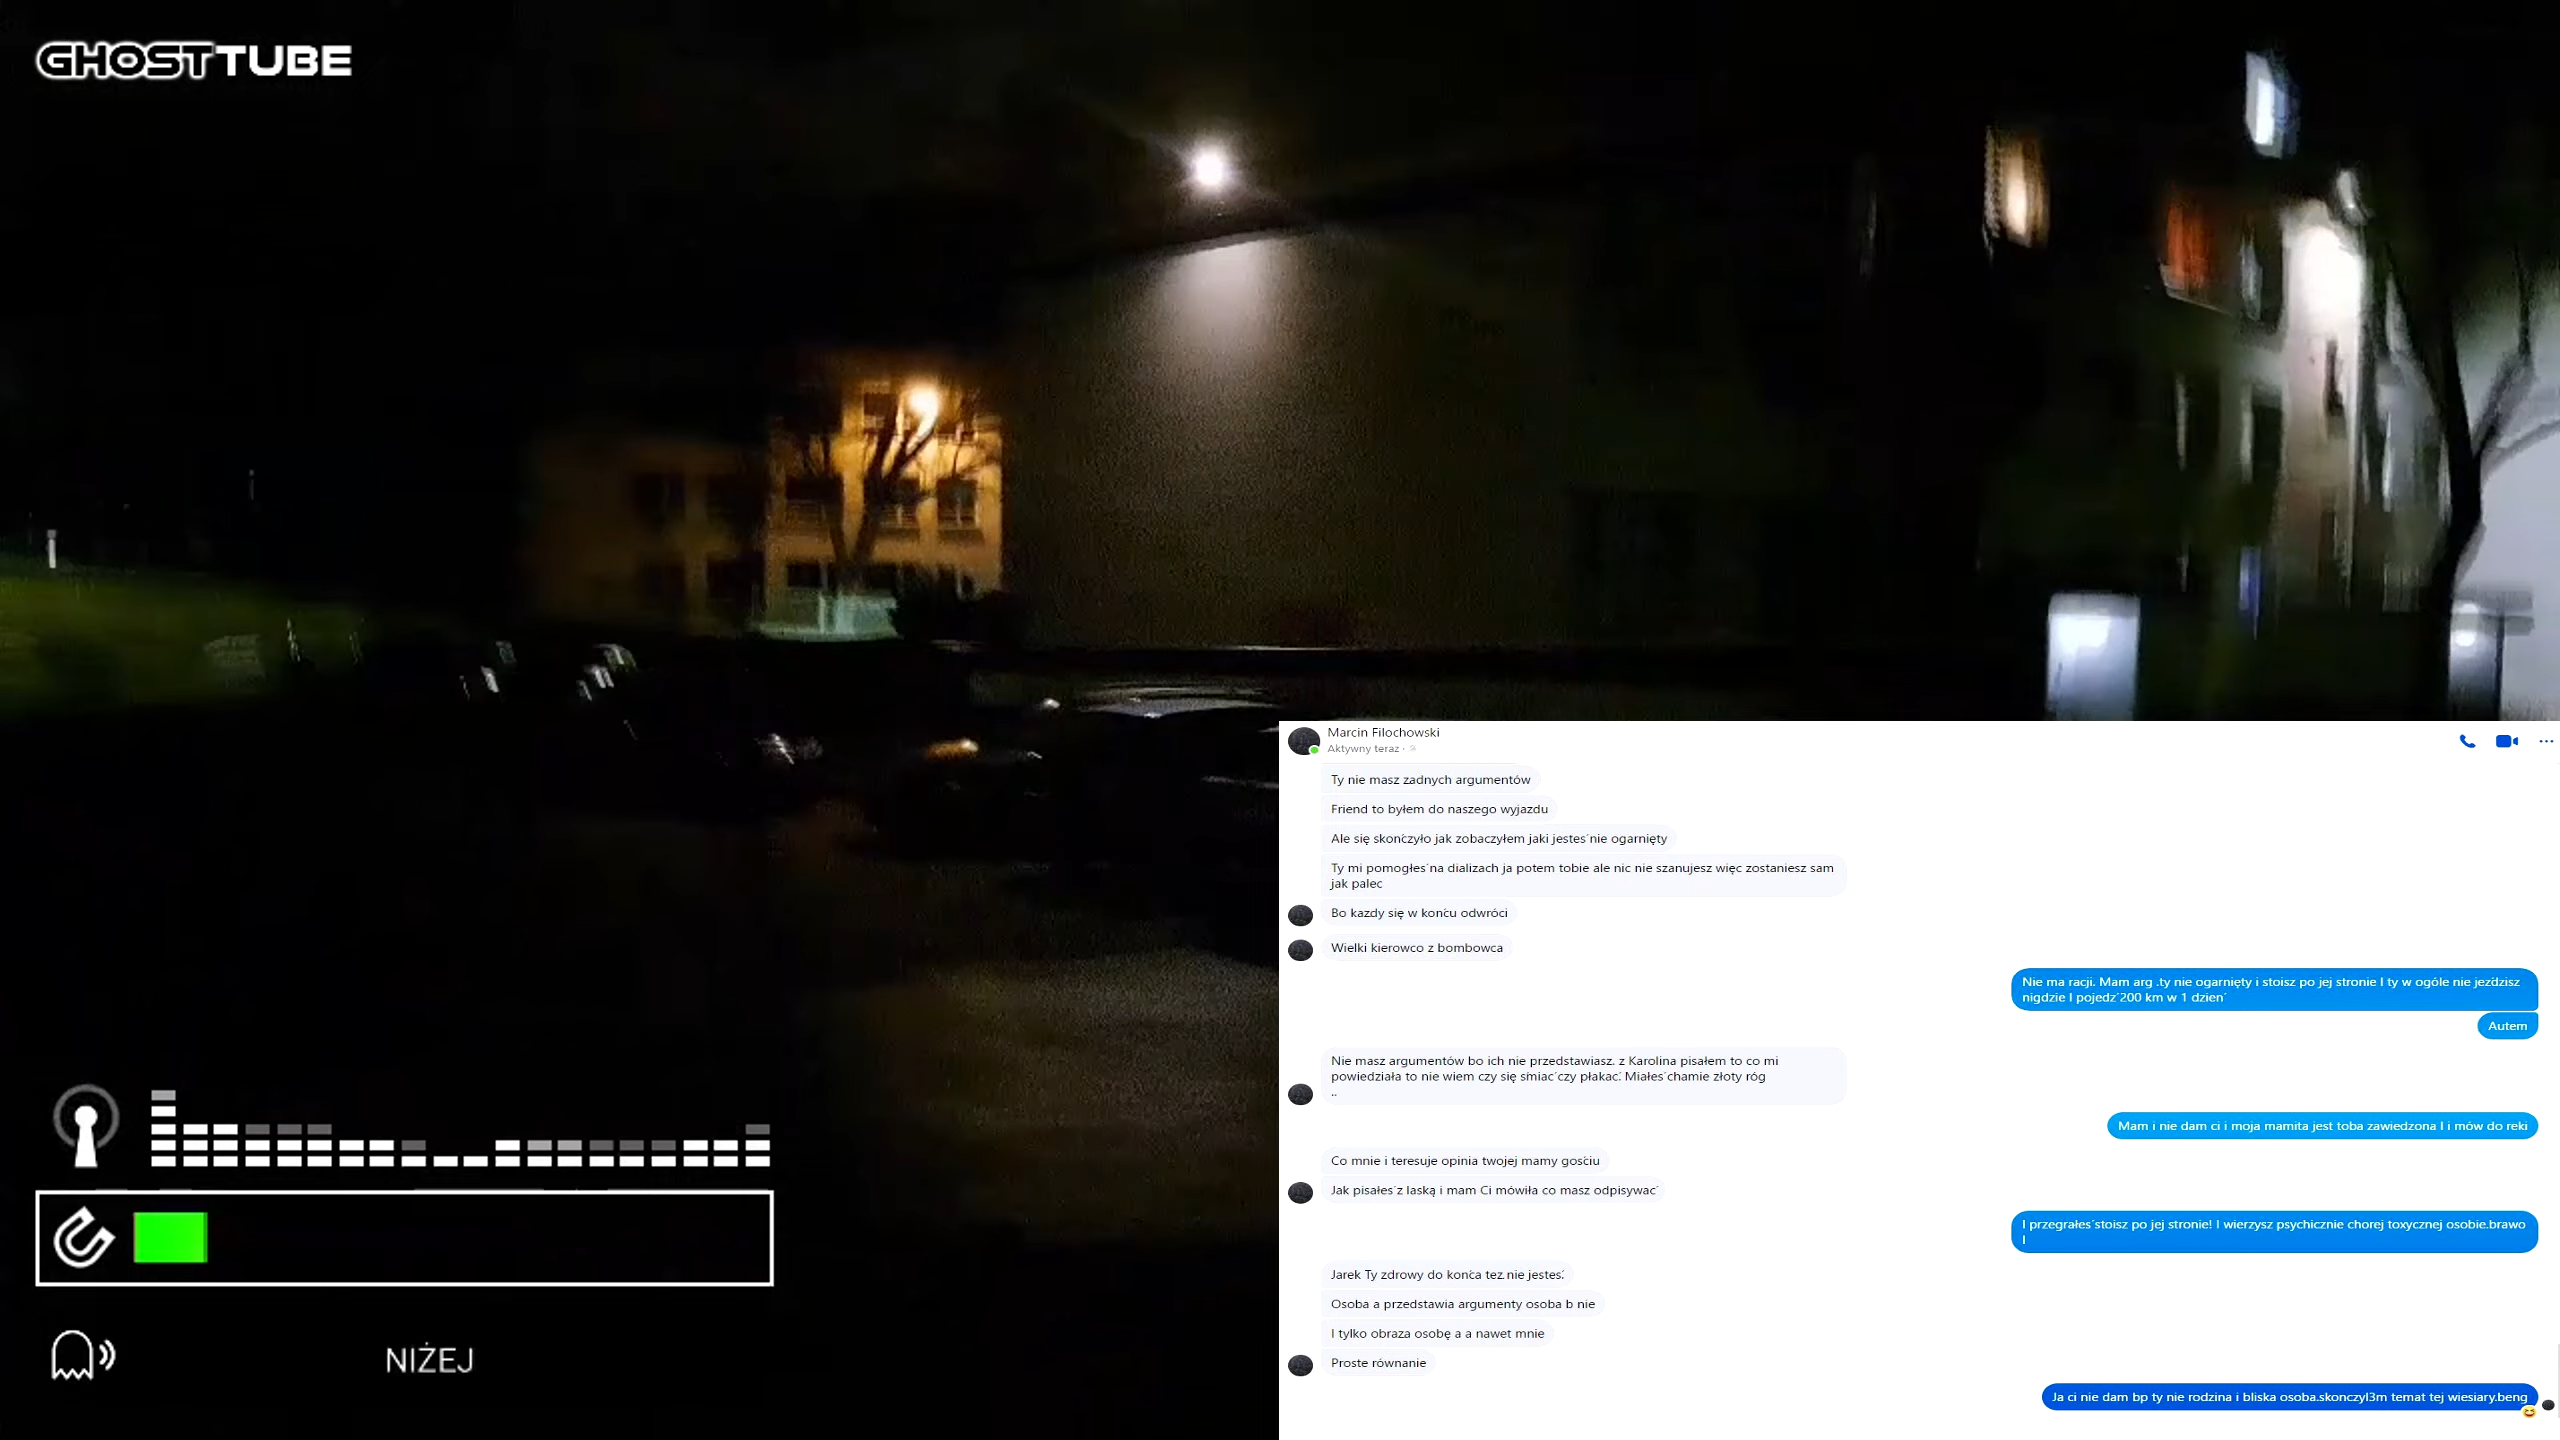 GHOSTTUBE
NIŻEJ
Marcin Filochowski
Aktywny teraz
Ty nie masz zadnych argumentów
Friend to byłem do naszego wyjazdu
Ale się skonćzyło jak zobaczyłem jaki jestes´nie ogarnięty
Ty mi pomogłes´na dializach ja potem tobie ale nic nie szanujesz więc zostaniesz sam
jak palec
Bo kazdy się w konću odwróci
Wielki kierowco z bombowca
Nie ma racji. Mam arg .ty nie ogarnięty i stoisz po jej stronie I ty w ogóle nie jeździsz
nigdzie I pojedz´200 km w 1 dzien´
Autem
Nie masz argumentów bo ich nie przedstawiasz. z Karolina pisałem to co mi
powiedziała to nie wiem czy się smiac´czy płakac´. Miałes´chamie złoty róg
..
Mam i nie dam ci i moja mamita jest toba zawiedzona I i mów do reki
Co mnie i teresuje opinia twojej mamy gosćiu
Jak pisałes´z laską i mam Ci mówiła co masz odpisywac´
I przegrałes´stoisz po jej stronie! I wierzysz psychicznie chorej toxycznej osobie.brawo
I
Jarek Ty zdrowy do konća tez.nie jestes´.
Osoba a przedstawia argumenty osoba b nie
I tylko obraza osobę a a nawet mnie
Proste równanie
Ja ci nie dam bp ty nie rodzina i bliska osoba.skonczyl3m temat tej wiesiary.beng